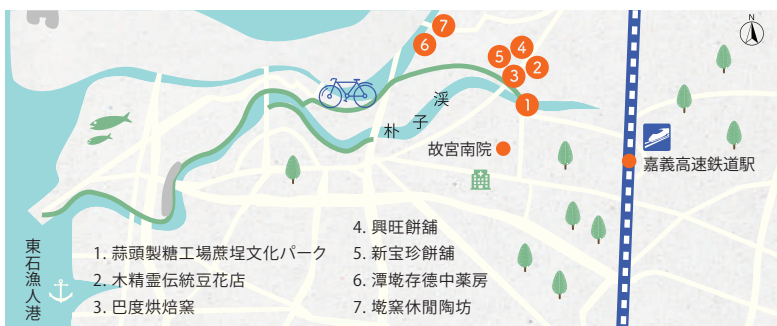 N
7
6
4
5
2
3
1
朴子渓
故宮南院
嘉義高速鉄道駅
東石漁人港
1. 蒜頭製糖工場蔗埕文化パーク
2. 木精霊伝統豆花店
3. 巴度烘焙窯
4. 興旺餅舗
5. 新宝珍餅舗
6. 潭墘存德中薬房
7. 墘窯休閒陶坊